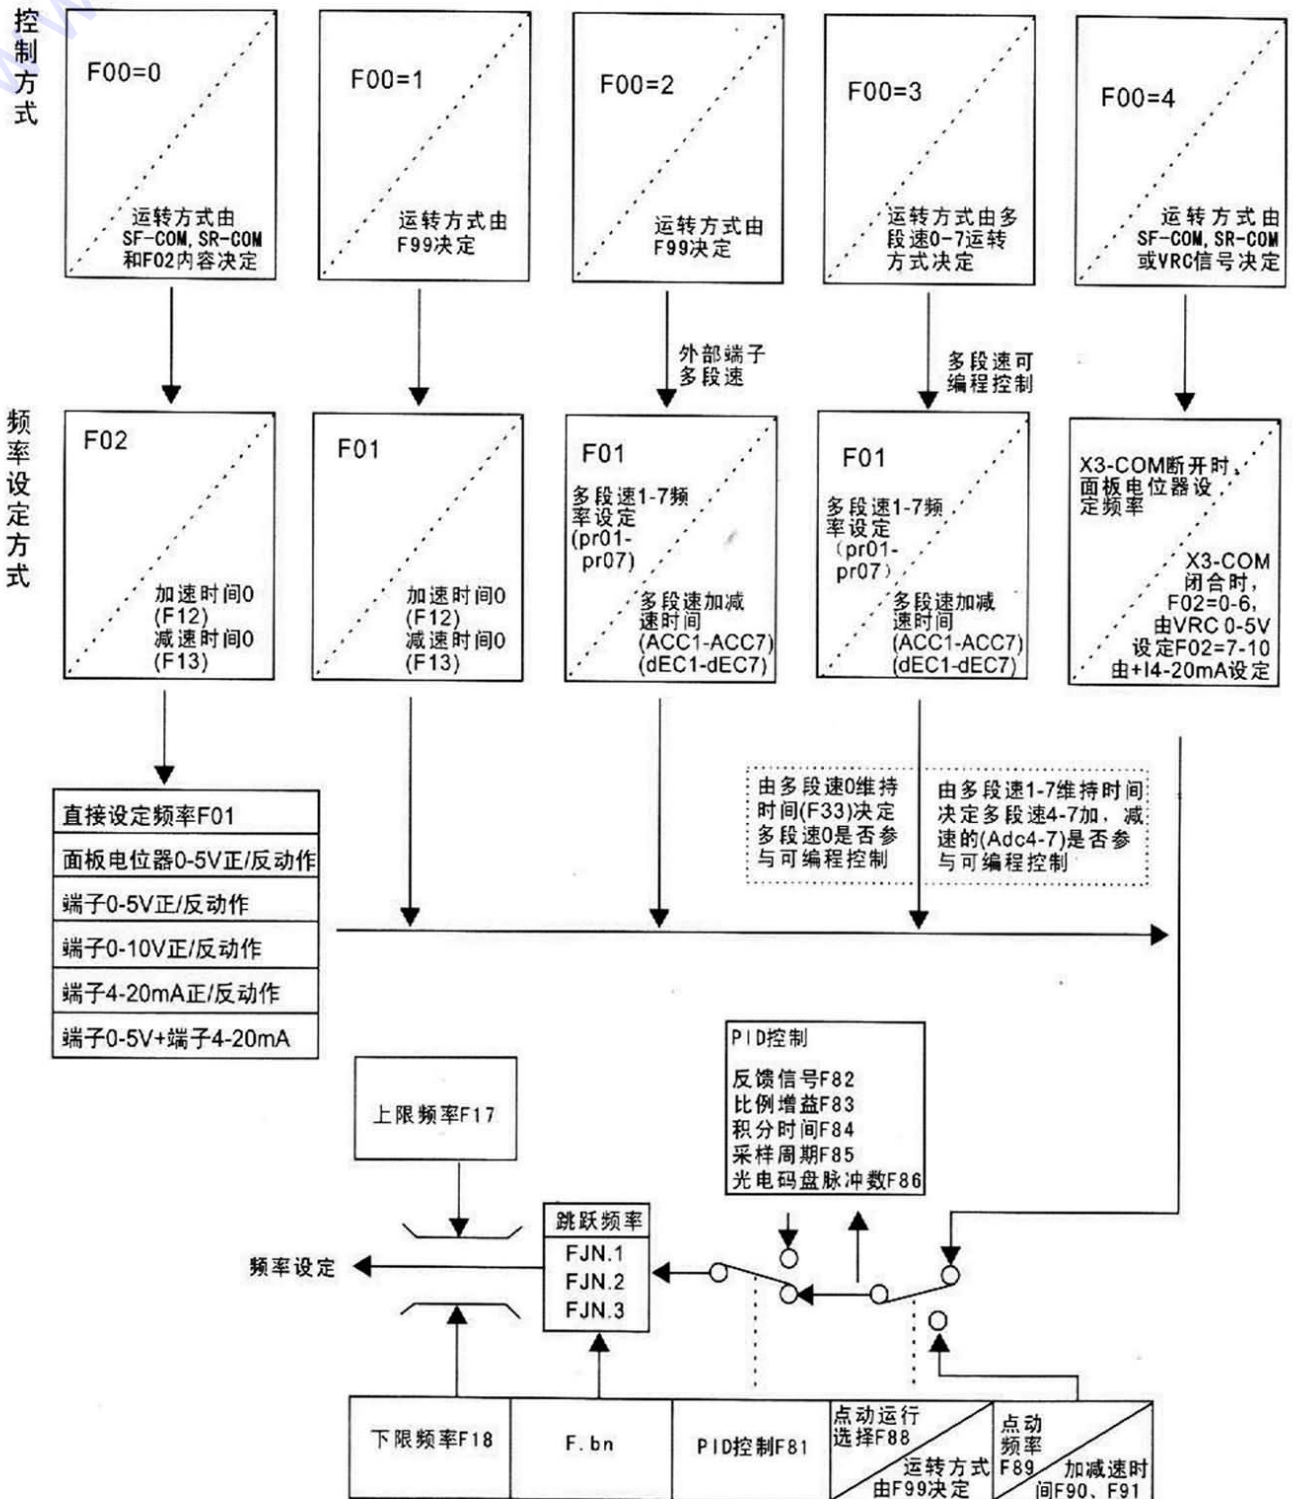 控制方式
F00=0
运转方式由
SF-COM, SR-COM
和F02内容决定
F00=1
运转方式由
F99决定
F00=2
运转方式由
F99决定
F00=3
运转方式由多
段速0-7运转
方式决定
F00=4
运转方式由
SF-COM, SR-COM
或VRC信号决定
外部端子
多段速
多段速可
编程控制
频率设定方式
F02
加速时间0
(F12)
减速时间0
(F13)
F01
加速时间0
(F12)
减速时间0
(F13)
F01
多段速1-7频
率设定
(pr01-
pr07)
多段速加减
速时间
(ACC1-ACC7)
(dEC1-dEC7)
F01
多段速1-7频
率设定
(pr01-
pr07)
多段速加减
速时间
(ACC1-ACC7)
(dEC1-dEC7)
X3-COM断开时,
面板电位器设
定频率
X3-COM
闭合时,
F02=0-6,
由VRC 0-5V
设定F02=7-10
由+I4-20mA设定
直接设定频率F01
面板电位器0-5V正/反动作
端子0-5V正/反动作
端子0-10V正/反动作
端子4-20mA正/反动作
端子0-5V+端子4-20mA
由多段速0维持
时间(F33)决定
多段速0是否参
与可编程控制
由多段速1-7维持时间
决定多段速4-7加, 减
速的(Adc4-7)是否参
与可编程控制
PID控制
反馈信号F82
比例增益F83
积分时间F84
采样周期F85
光电码盘脉冲数F86
上限频率F17
跳跃频率
FJN.1
FJN.2
FJN.3
频率设定
下限频率F18
F.bn
PID控制F81
点动运行
选择F88
运转方式
由F99决定
点动
频率
F89
加减速时
间F90、F91